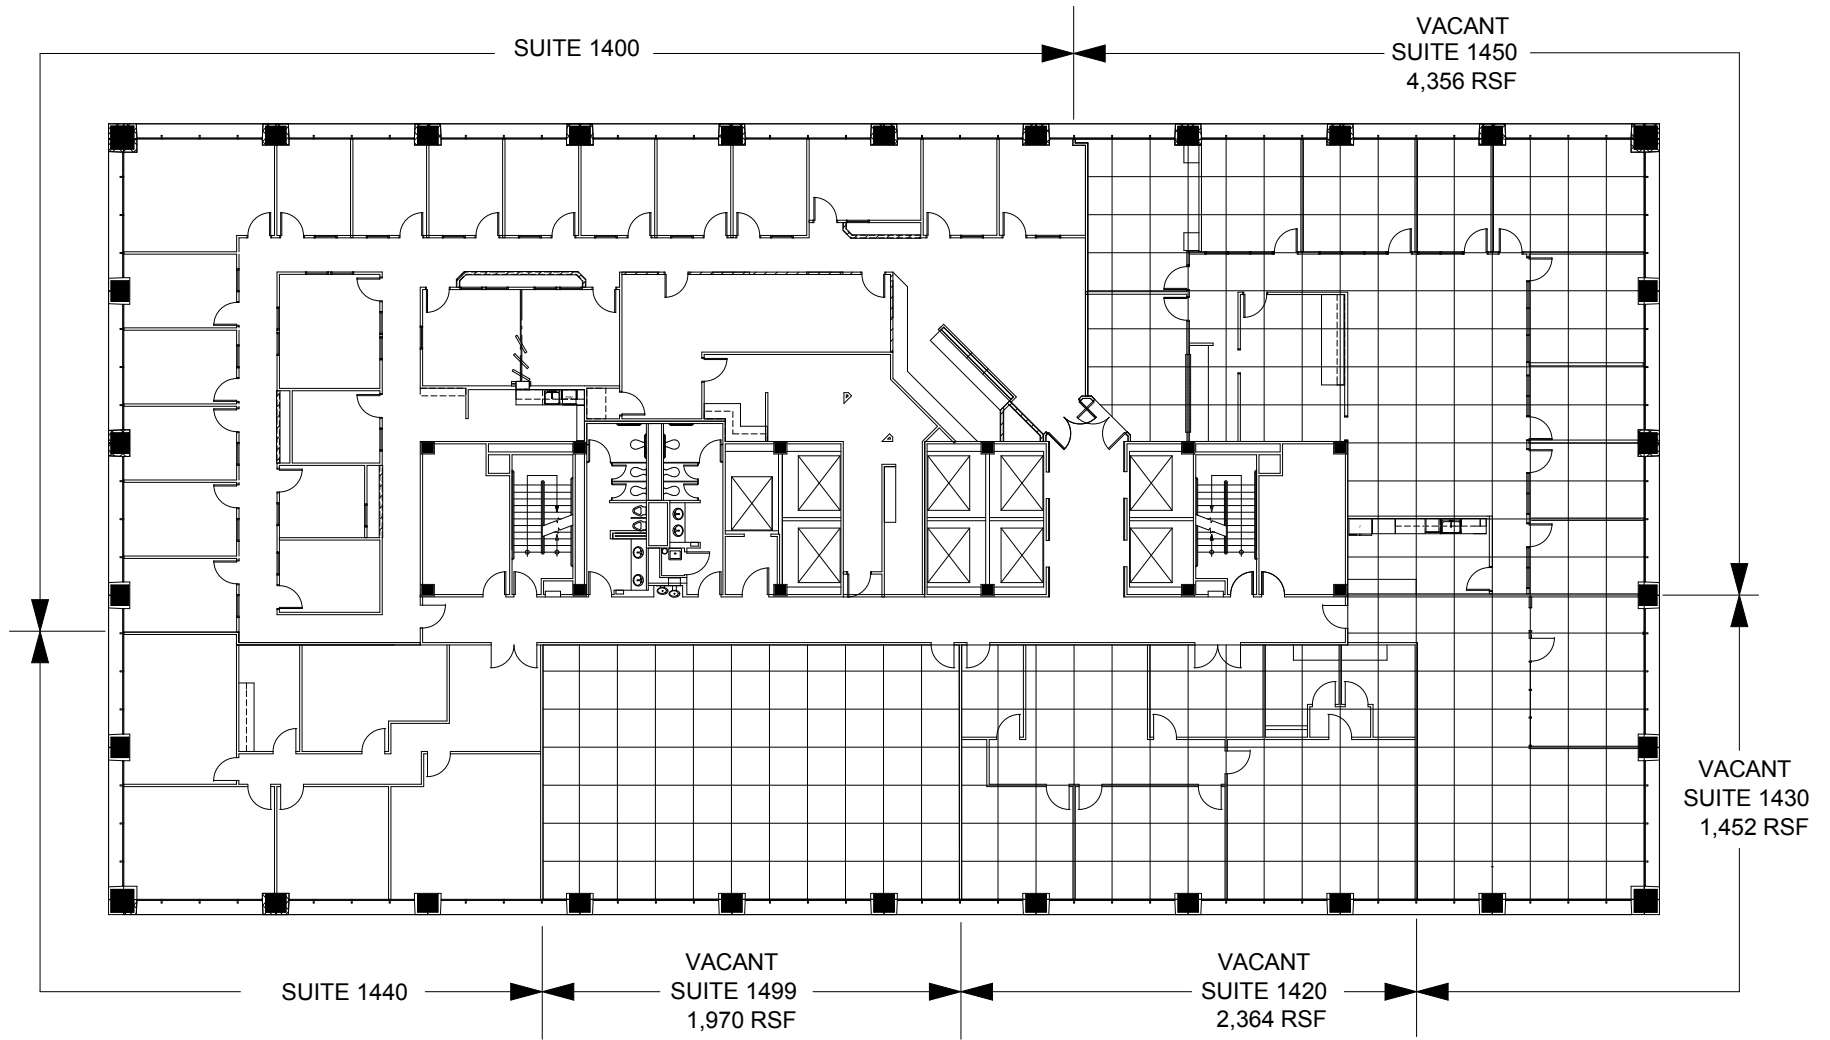 SUITE 1400
VACANT
SUITE 1450
4,356 RSF
VACANT
SUITE 1430
1,452 RSF
SUITE 1440
VACANT
SUITE 1499
1,970 RSF
VACANT
SUITE 1420
2,364 RSF